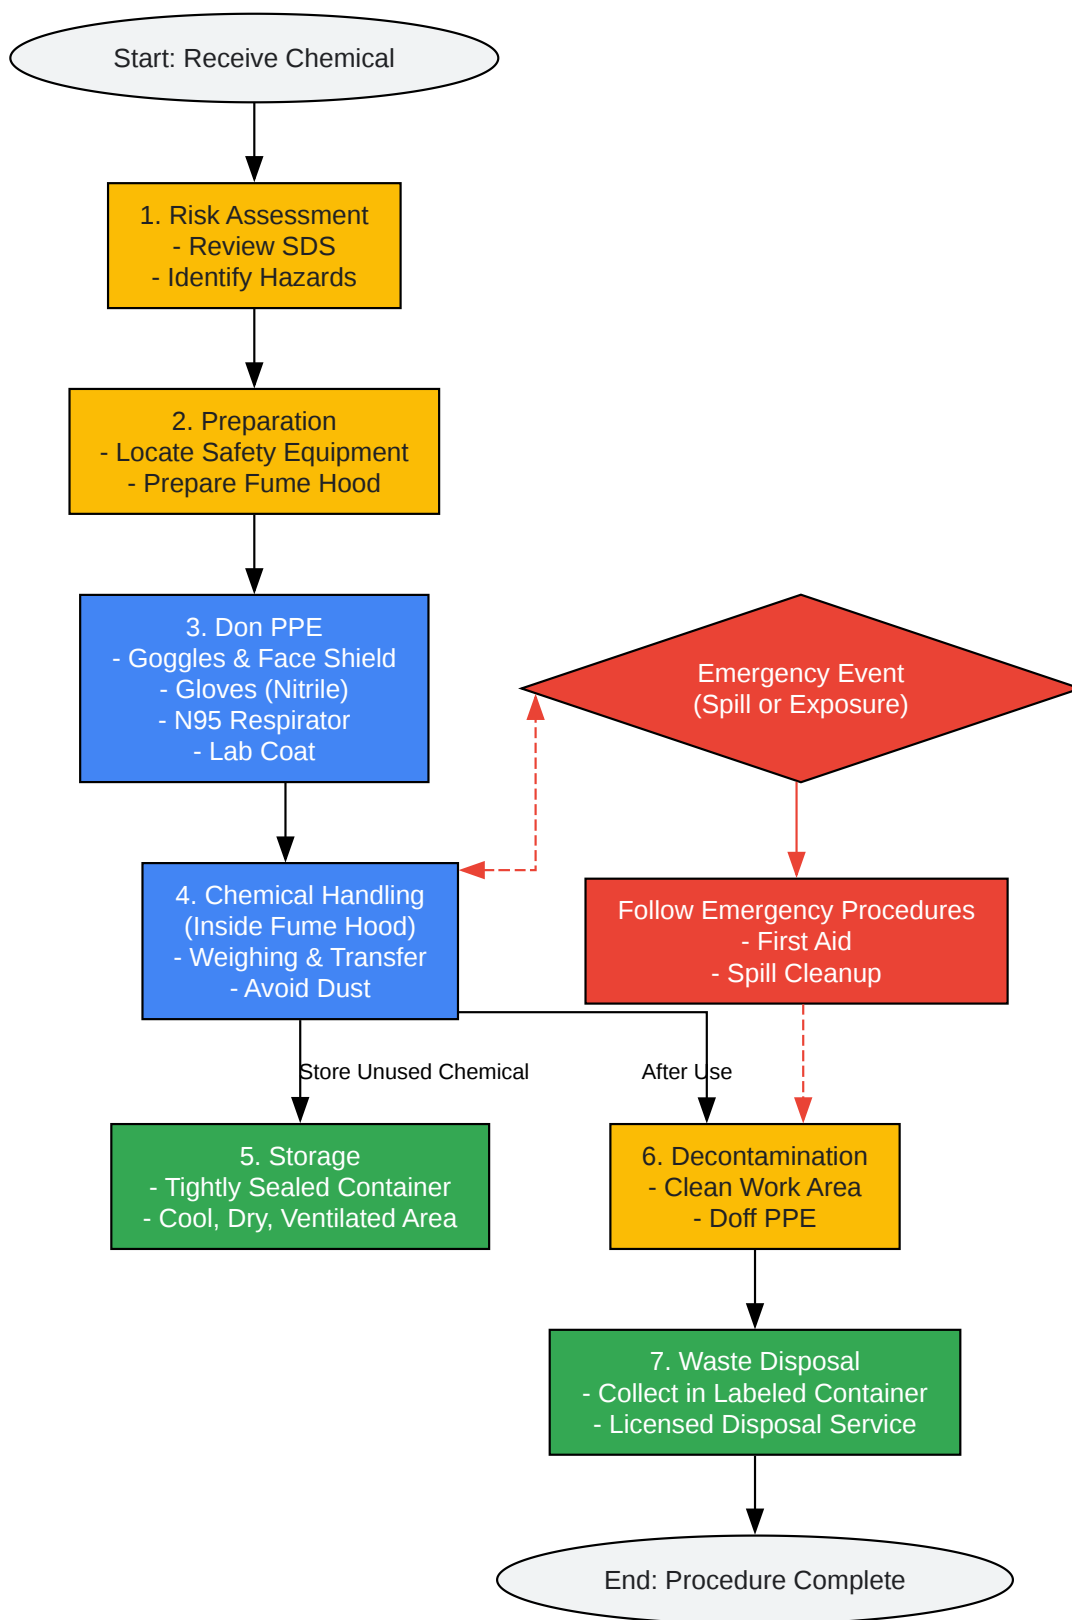 Start: Receive Chemical
1. Risk Assessment
- Review SDS
- Identify Hazards
2. Preparation
- Locate Safety Equipment
- Prepare Fume Hood
3. Don PPE
- Goggles & Face Shield
- Gloves (Nitrile)
- N95 Respirator
- Lab Coat
Emergency Event
(Spill or Exposure)
4. Chemical Handling
(Inside Fume Hood)
- Weighing & Transfer
- Avoid Dust
Follow Emergency Procedures
- First Aid
- Spill Cleanup
Store Unused Chemical
After Use
5. Storage
- Tightly Sealed Container
- Cool, Dry, Ventilated Area
6. Decontamination
- Clean Work Area
- Doff PPE
7. Waste Disposal
- Collect in Labeled Container
- Licensed Disposal Service
End: Procedure Complete